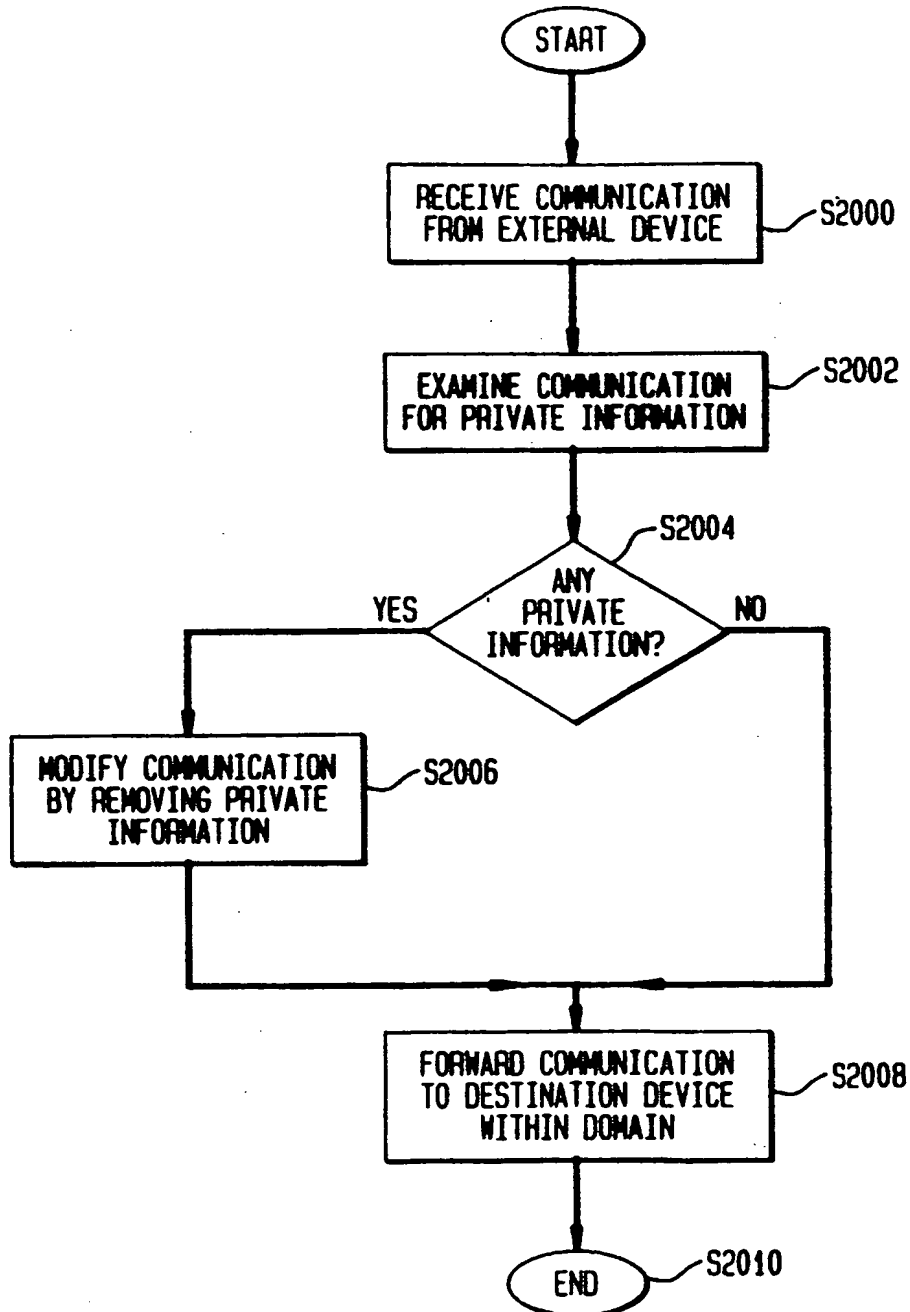 START
RECEIVE COMMUNICATION
FROM EXTERNAL DEVICE
S2000
EXAMINE COMMUNICATION
FOR PRIVATE INFORMATION
S2002
S2004
ANY
PRIVATE
INFORMATION?
YES
NO
MODIFY COMMUNICATION
BY REMOVING PRIVATE
INFORMATION
S2006
FORWARD COMMUNICATION
TO DESTINATION DEVICE
WITHIN DOMAIN
S2008
END
S2010